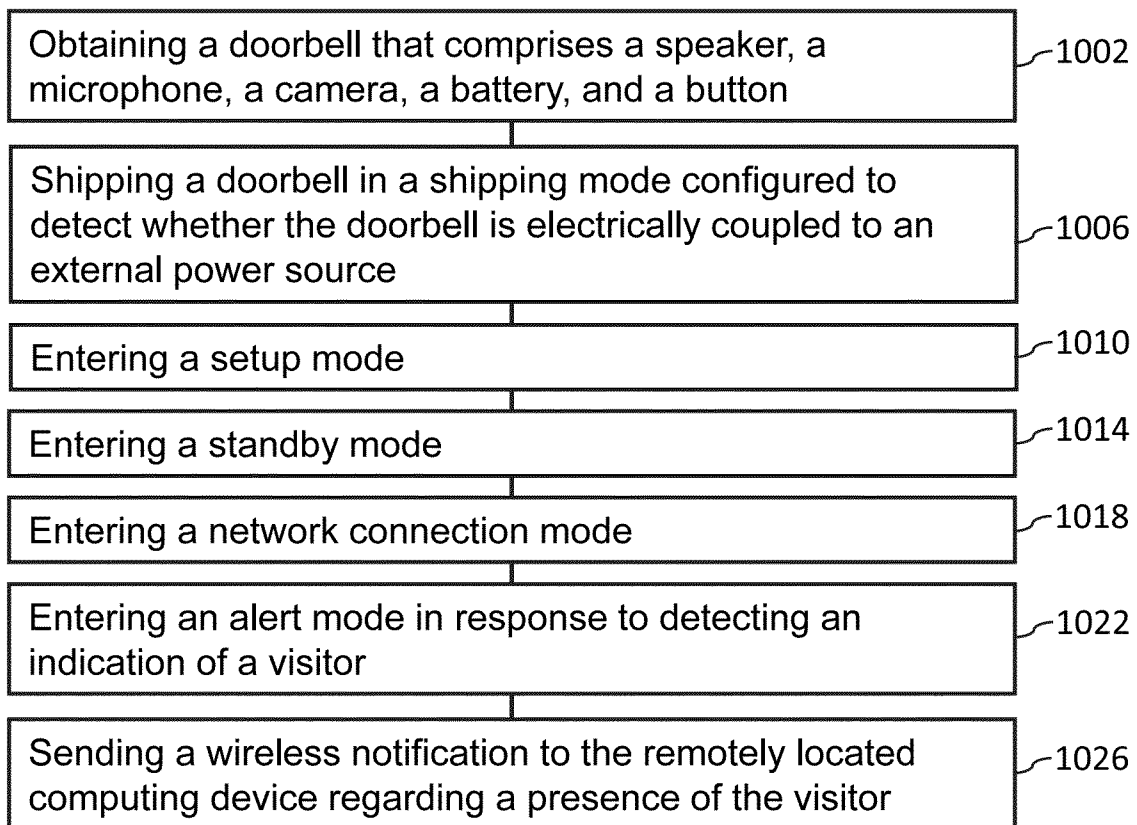 Obtaining a doorbell that comprises a speaker, a
microphone, a camera, a battery, and a button
1002
Shipping a doorbell in a shipping mode configured to
detect whether the doorbell is electrically coupled to an
external power source
1006
Entering a setup mode
1010
Entering a standby mode
1014
Entering a network connection mode
1018
Entering an alert mode in response to detecting an
indication of a visitor
1022
Sending a wireless notification to the remotely located
computing device regarding a presence of the visitor
1026